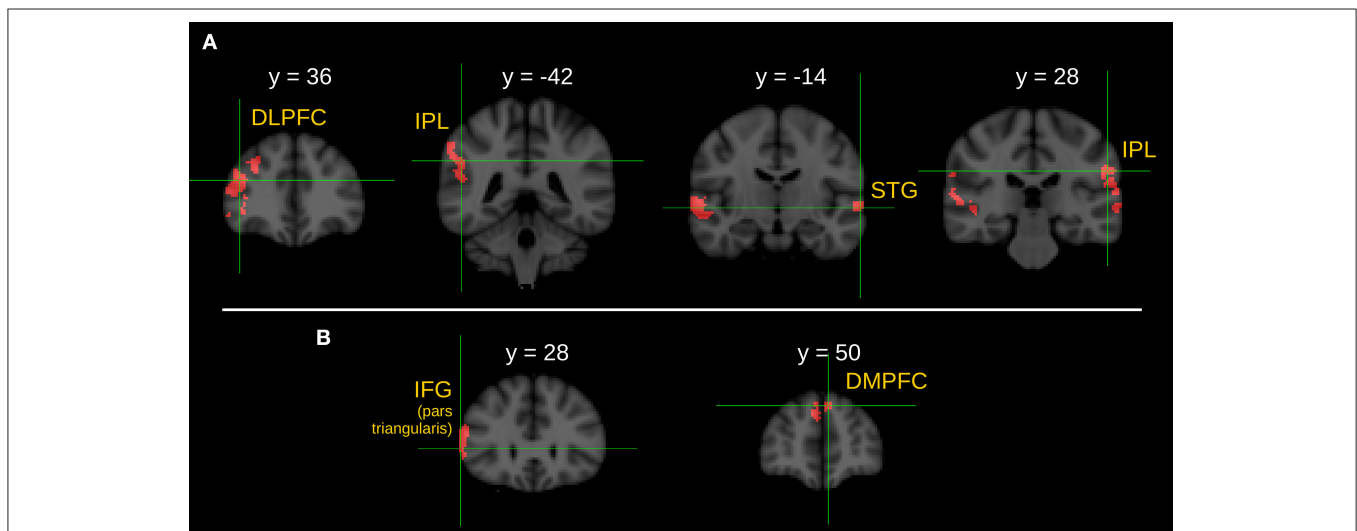 A
y = 36
y = -42
y = -14
y = 28
DLPFC
IPL
STG
IPL
B
y = 28
y = 50
IFG
(pars
triangularis)
DMPFC